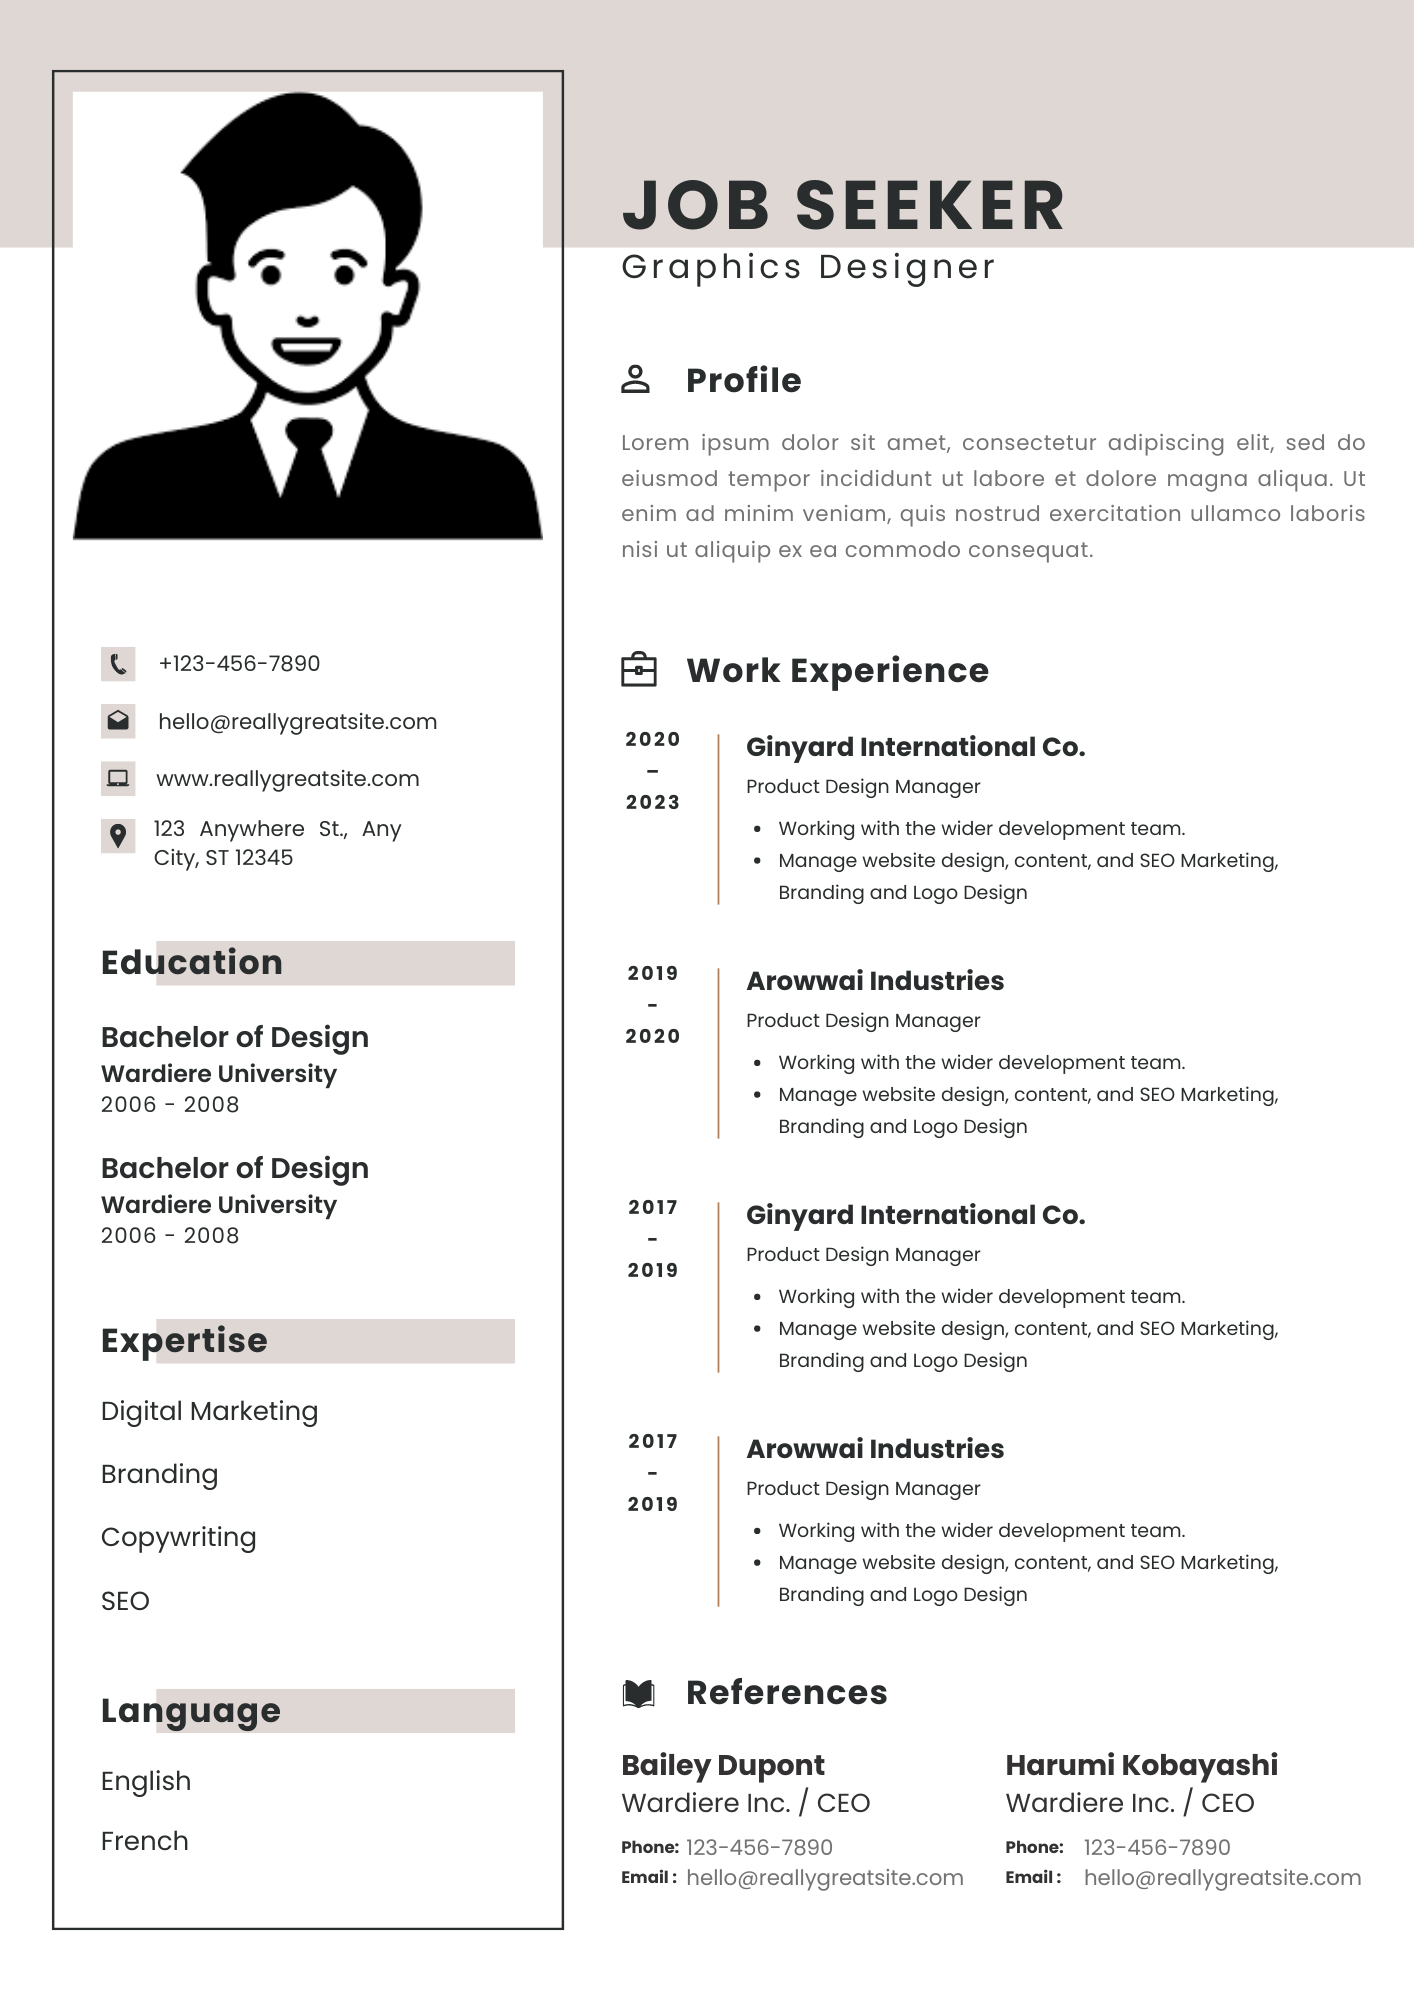 JOB SEEKER
Graphics Designer
+123-456-7890
hello@reallygreatsite.com
www.reallygreatsite.com
123 Anywhere St., Any
City, ST 12345
Education
Bachelor of Design
Wardiere University
2006 - 2008
Bachelor of Design
Wardiere University
2006 - 2008
Expertise
Digital Marketing
Branding
Copywriting
SEO
Language
English
French
Profile
Lorem ipsum dolor sit amet, consectetur adipiscing elit, sed do
eiusmod tempor incididunt ut labore et dolore magna aliqua. Ut
enim ad minim veniam, quis nostrud exercitation ullamco laboris
nisi ut aliquip ex ea commodo consequat.
Work Experience
2020
-
2023
Ginyard International Co.
Product Design Manager
• Working with the wider development team.
• Manage website design, content, and SEO Marketing,
Branding and Logo Design
2019
-
2020
Arowwai Industries
Product Design Manager
• Working with the wider development team.
• Manage website design, content, and SEO Marketing,
Branding and Logo Design
2017
-
2019
Ginyard International Co.
Product Design Manager
• Working with the wider development team.
• Manage website design, content, and SEO Marketing,
Branding and Logo Design
2017
-
2019
Arowwai Industries
Product Design Manager
• Working with the wider development team.
• Manage website design, content, and SEO Marketing,
Branding and Logo Design
References
Bailey Dupont
Wardiere Inc. / CEO
Phone: 123-456-7890
Email : hello@reallygreatsite.com
Harumi Kobayashi
Wardiere Inc. / CEO
Phone: 123-456-7890
Email : hello@reallygreatsite.com